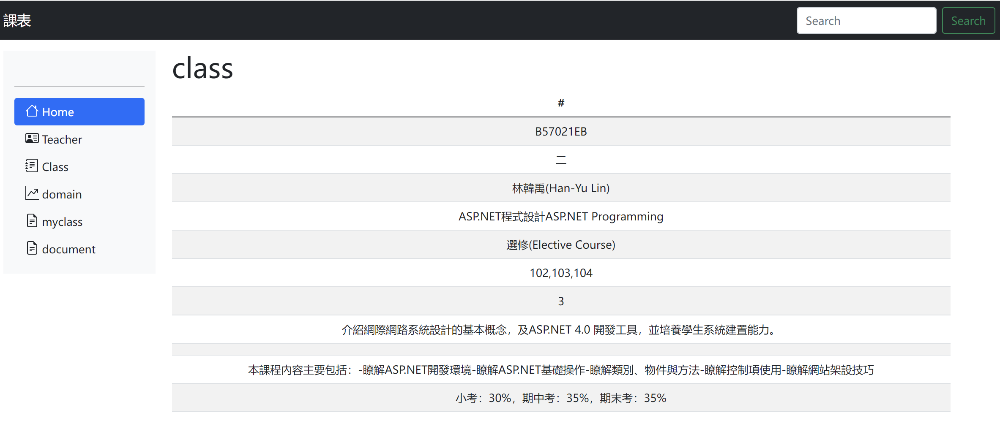 課表
Search
Search
class
Home
Teacher
Class
domain
myclass
document
#
B57021EB
二
林韓禹(Han-Yu Lin)
ASP.NET程式設計ASP.NET Programming
選修(Elective Course)
102,103,104
3
介紹網際網路系統設計的基本概念，及ASP.NET 4.0 開發工具，並培養學生系統建置能力。
本課程內容主要包括：-瞭解ASP.NET開發環境-瞭解ASP.NET基礎操作-瞭解類別、物件與方法-瞭解控制項使用-瞭解網站架設技巧
小考：30%，期中考：35%，期末考：35%